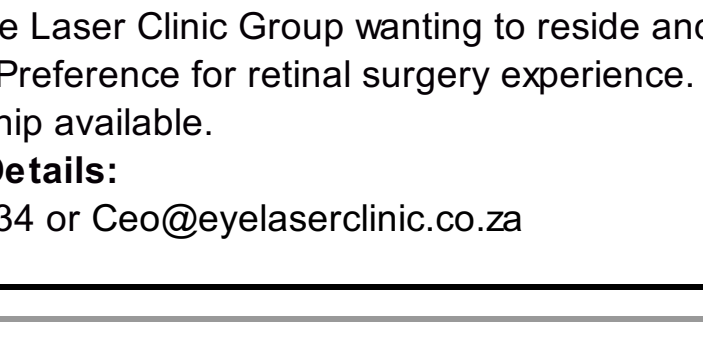 e Laser Clinic Group wanting to reside and
Preference for retinal surgery experience.
hip available.
Details:
34 or Ceo@eyelaserclinic.co.za